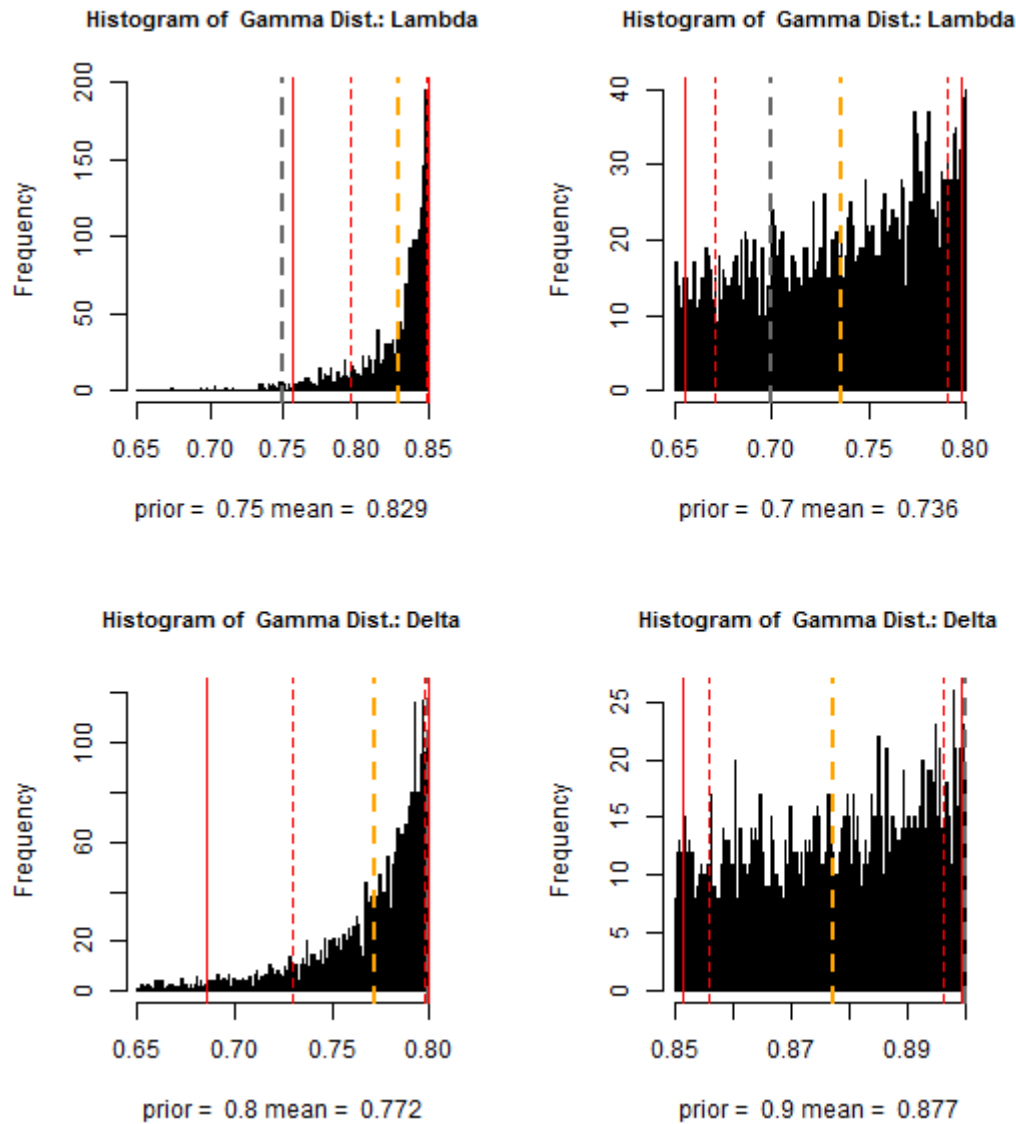 Histogram of  Gamma Dist.: Lambda
Frequency
200
150
100
50
0
0.65 0.70 0.75 0.80 0.85
prior =  0.75 mean =  0.829
Histogram of  Gamma Dist.: Lambda
Frequency
40
30
20
10
0
0.65 0.70 0.75 0.80
prior =  0.7 mean =  0.736
Histogram of  Gamma Dist.: Delta
Frequency
100
60
20
0
0.65 0.70 0.75 0.80
prior =  0.8 mean =  0.772
Histogram of  Gamma Dist.: Delta
Frequency
25
20
15
10
5
0
0.85 0.87 0.89
prior =  0.9 mean =  0.877